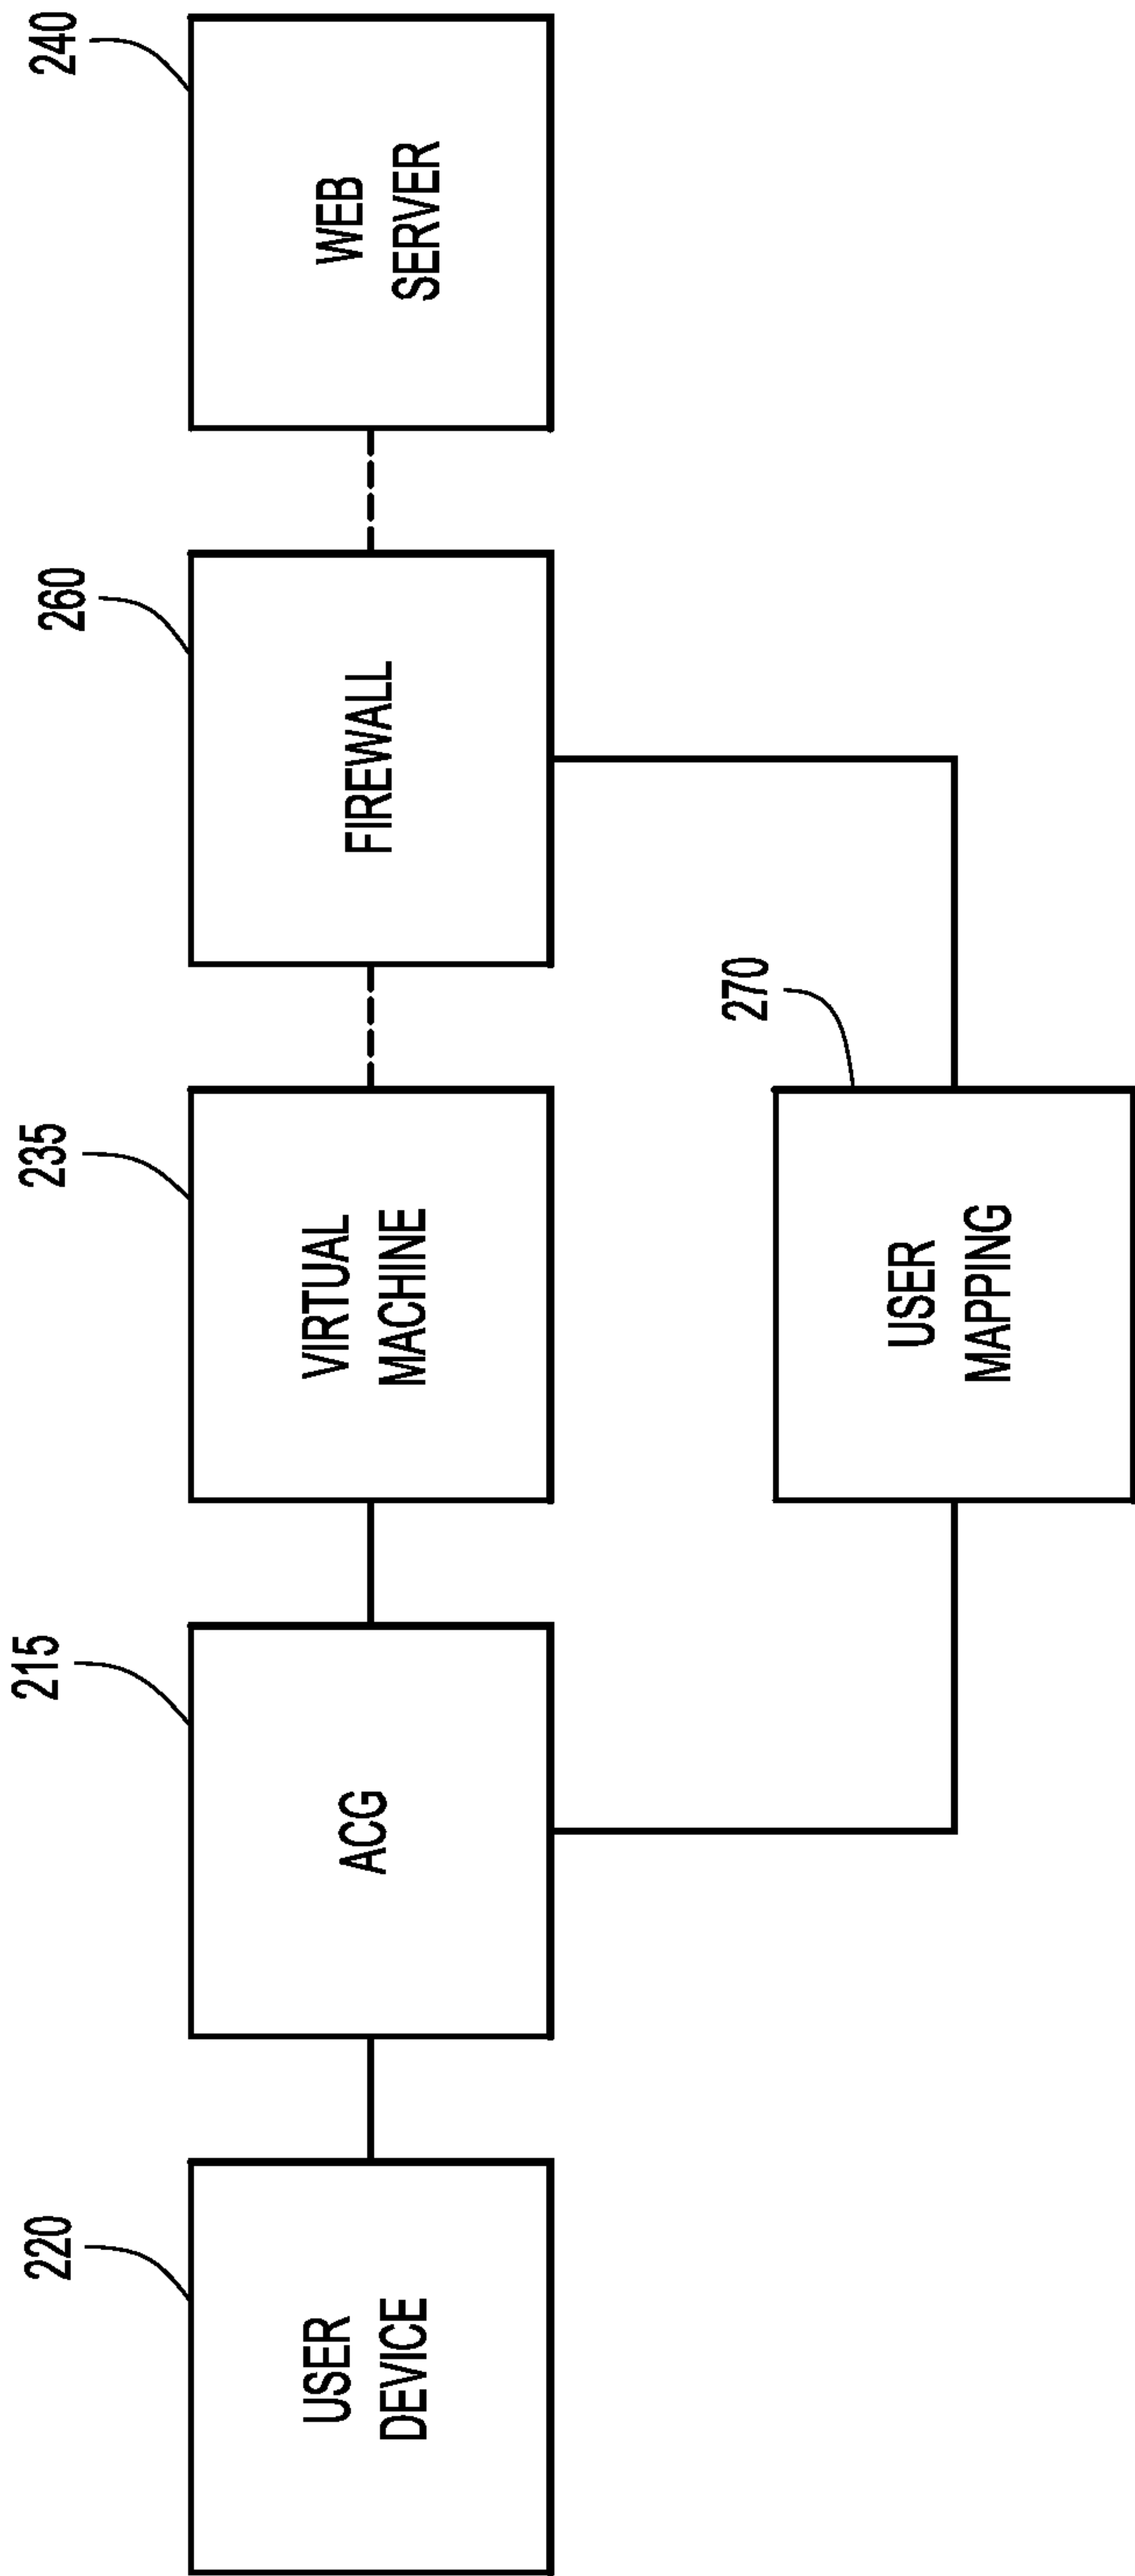 220
USER
DEVICE
215
ACG
235
VIRTUAL
MACHINE
260
FIREWALL
240
WEB
SERVER
270
USER
MAPPING